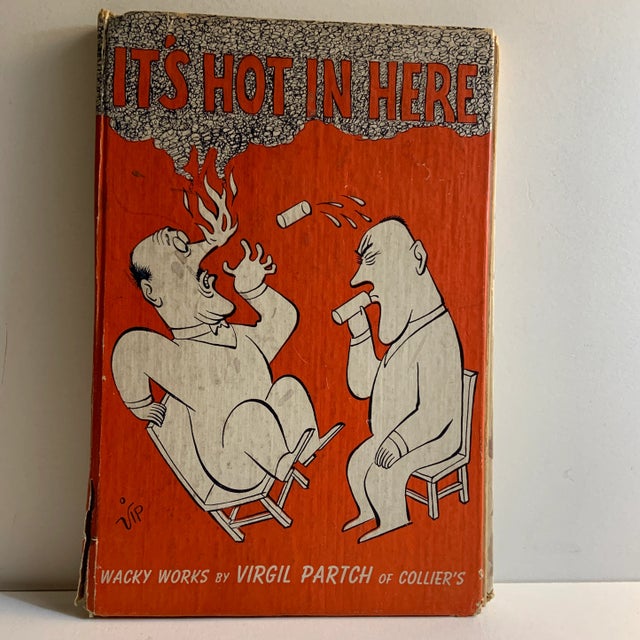 IT'S HOT IN HERE
VIP
WACKY WORKS BY VIRGIL PARTCH OF COLLIER'S